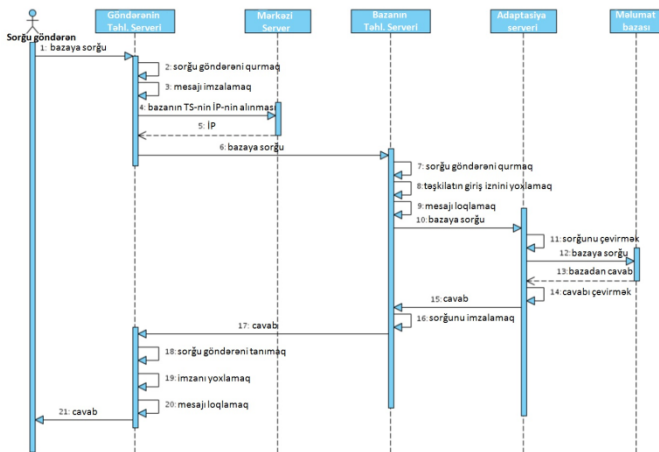 Göndərənin
Təhl. Serveri
Mərkəzi
Server
Bazanın
Təhl. Serveri
Adaptasiya
serveri
Məlumat
bazası
Sorğu göndərən
1: bazaya sorğu
2: sorğu göndərəni qurmaq
3: mesajı imzalamaq
4: bazanın TS-nin İP-nin alınması
5: İP
6: bazaya sorğu
7: sorğu göndərəni qurmaq
8: təşkilatın giriş iznini yoxlamaq
9: mesajı loqlamaq
10: bazaya sorğu
11: sorğunu çevirmək
12: bazaya sorğu
13: bazadan cavab
14: cavabı çevirmək
15: cavab
16: sorğunu imzalamaq
17: cavab
18: sorğu göndərəni tanımaq
19: imzanı yoxlamaq
20: mesajı loqlamaq
21: cavab